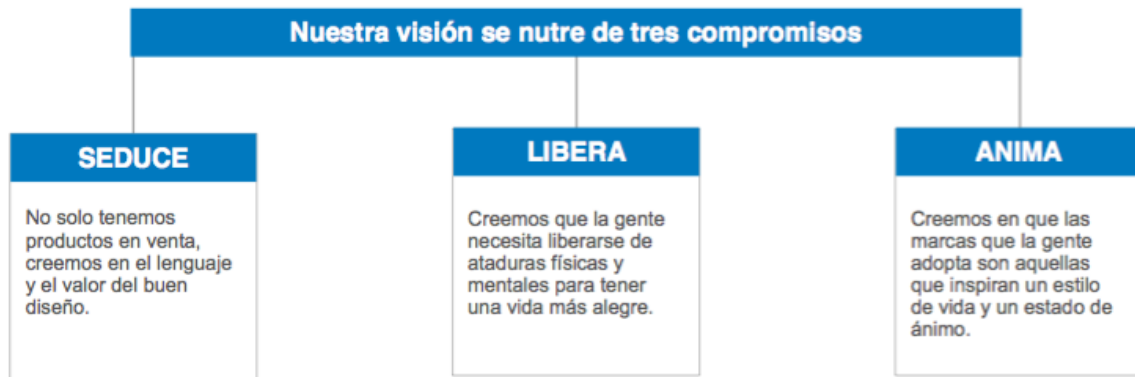 Nuestra visión se nutre de tres compromisos
SEDUCE
No solo tenemos
productos en venta,
creemos en el lenguaje
y el valor del buen
diseño.
LIBERA
Creemos que la gente
necesita liberarse de
ataduras físicas y
mentales para tener
una vida más alegre.
ANIMA
Creemos en que las
marcas que la gente
adopta son aquellas
que inspiran un estilo
de vida y un estado de
ánimo.